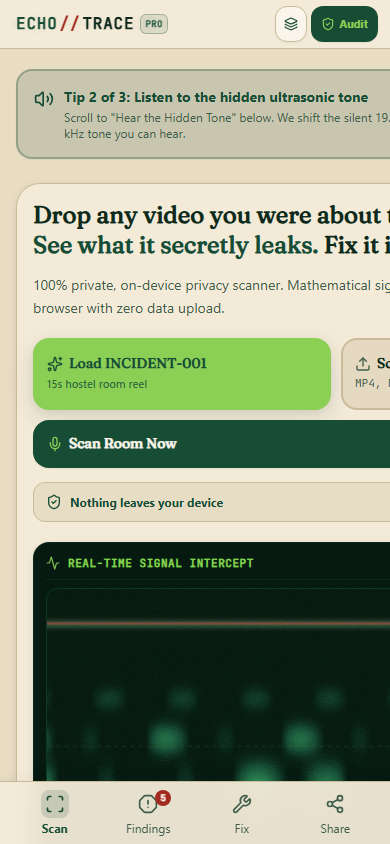 ECHO//TRACE PRO
Audit
Tip 2 of 3: Listen to the hidden ultrasonic tone
Scroll to "Hear the Hidden Tone" below. We shift the silent 19.
kHz tone you can hear.
Drop any video you were about
See what it secretly leaks. Fix it i
100% private, on-device privacy scanner. Mathematical sig
browser with zero data upload.
Load INCIDENT-001
15s hostel room reel
Sc
MP4,
Scan Room Now
Nothing leaves your device
REAL-TIME SIGNAL INTERCEPT
5
Scan
Findings
Fix
Share